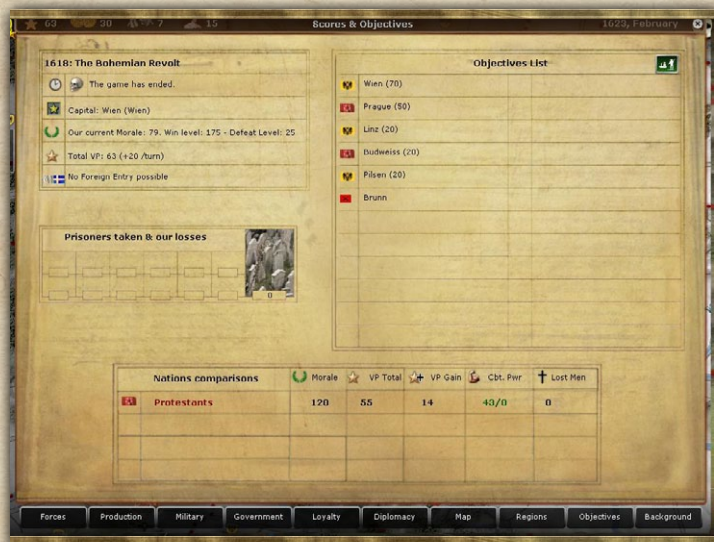 63 30 7 15 Scores & Objectives 1623, February
1618: The Bohemian Revolt
The game has ended.
Capital: Wien (Wien)
Our current Morale: 79. Win level: 175 - Defeat Level: 25
Total VP: 63 (+20 /turn)
No Foreign Entry possible
Objectives List
Wien (70)
Prague (50)
Linz (20)
Budweiss (20)
Pilsen (20)
Brunn
Prisoners taken & our losses
0
Nations comparisons Morale VP Total VP Gain Cbt. Pwr Lost Men
Protestants 120 55 14 43/0 0
Forces Production Military Government Loyalty Diplomacy Map Regions Objectives Background